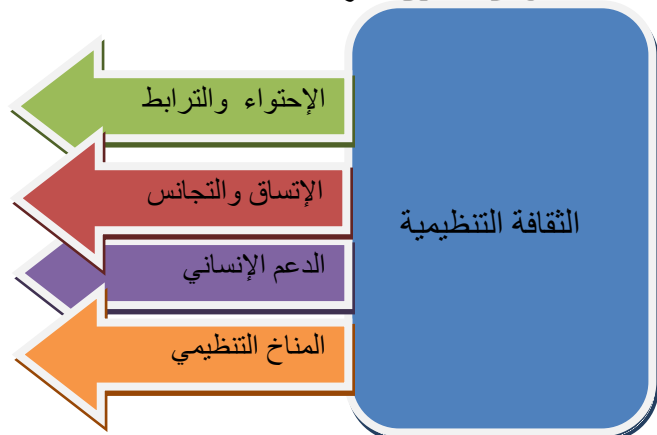 الثقافة التنظيمية
الإحتواء والترابط
الإتساق والتجانس
الدعم الإنساني
المناخ التنظيمي